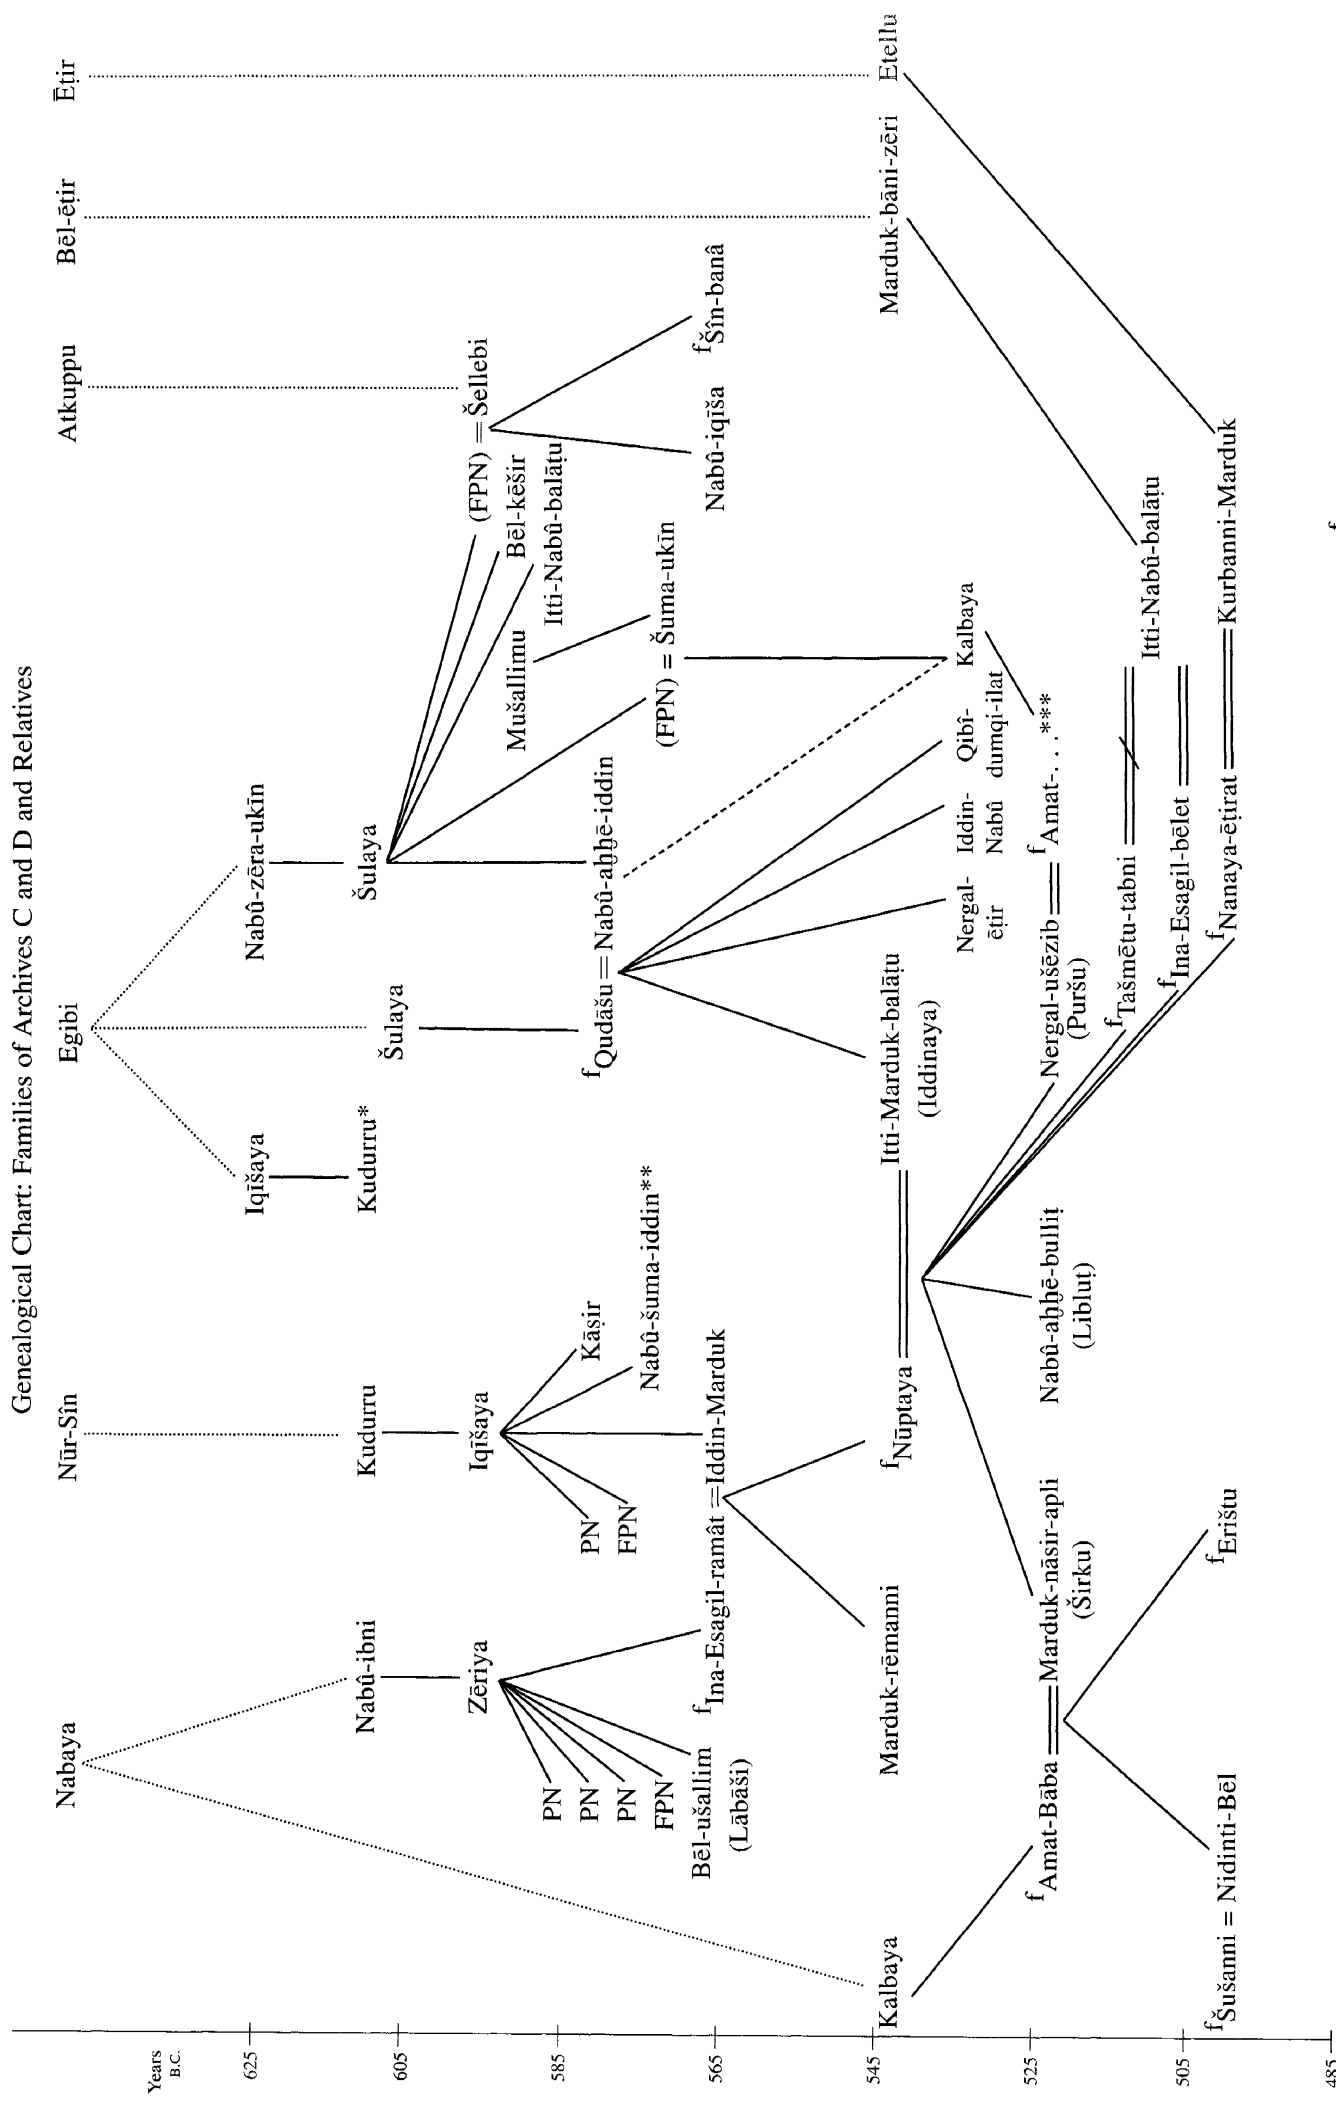 Genealogical Chart: Families of Archives C and D and Relatives
Years
B.C.
625
605
585
565
545
525
505
485
Nabaya
Nūr-Sîn
Egibi
Atkuppu
Bēl-ēṭir
Ēṭir
Iqīšaya
Nabû-zēra-ukīn
Nabû-ibni
Kudurru
Kudurru*
Šulaya
Šulaya
Zēriya
Iqīšaya
(FPN) = Šellebi
Bēl-kēšir
Itti-Nabû-balāṭu
Mušallimu
PN
PN
PN
FPN
PN
FPN
Kāṣir
Nabû-šuma-iddin**
fQudāšu = Nabû-aḫḫē-iddin
(FPN) = Šuma-ukīn
Bēl-ušallim
(Lābāši)
fIna-Esagil-ramât = Iddin-Marduk
Nabû-iqīša
fŠîn-banâ
Kalbaya
Marduk-rēmanni
fNūptaya
Itti-Marduk-balāṭu
(Iddinaya)
Marduk-bāni-zēri
Etellu
Nergal-
ēṭir
Iddin-
Nabû
Qibî-
dumqi-ilat
Kalbaya
fAmat-Bāba
Marduk-nāsir-apli
(Širku)
Nabû-aḫḫē-bulliṭ
(Libluṭ)
Nergal-ušēzib
(Puršu)
fAmat-. . .***
fTašmētu-tabni
Itti-Nabû-balāṭu
fIna-Esagil-bēlet
fŠušanni = Nidinti-Bēl
fErištu
fNanaya-ēṭirat
Kurbanni-Marduk
f